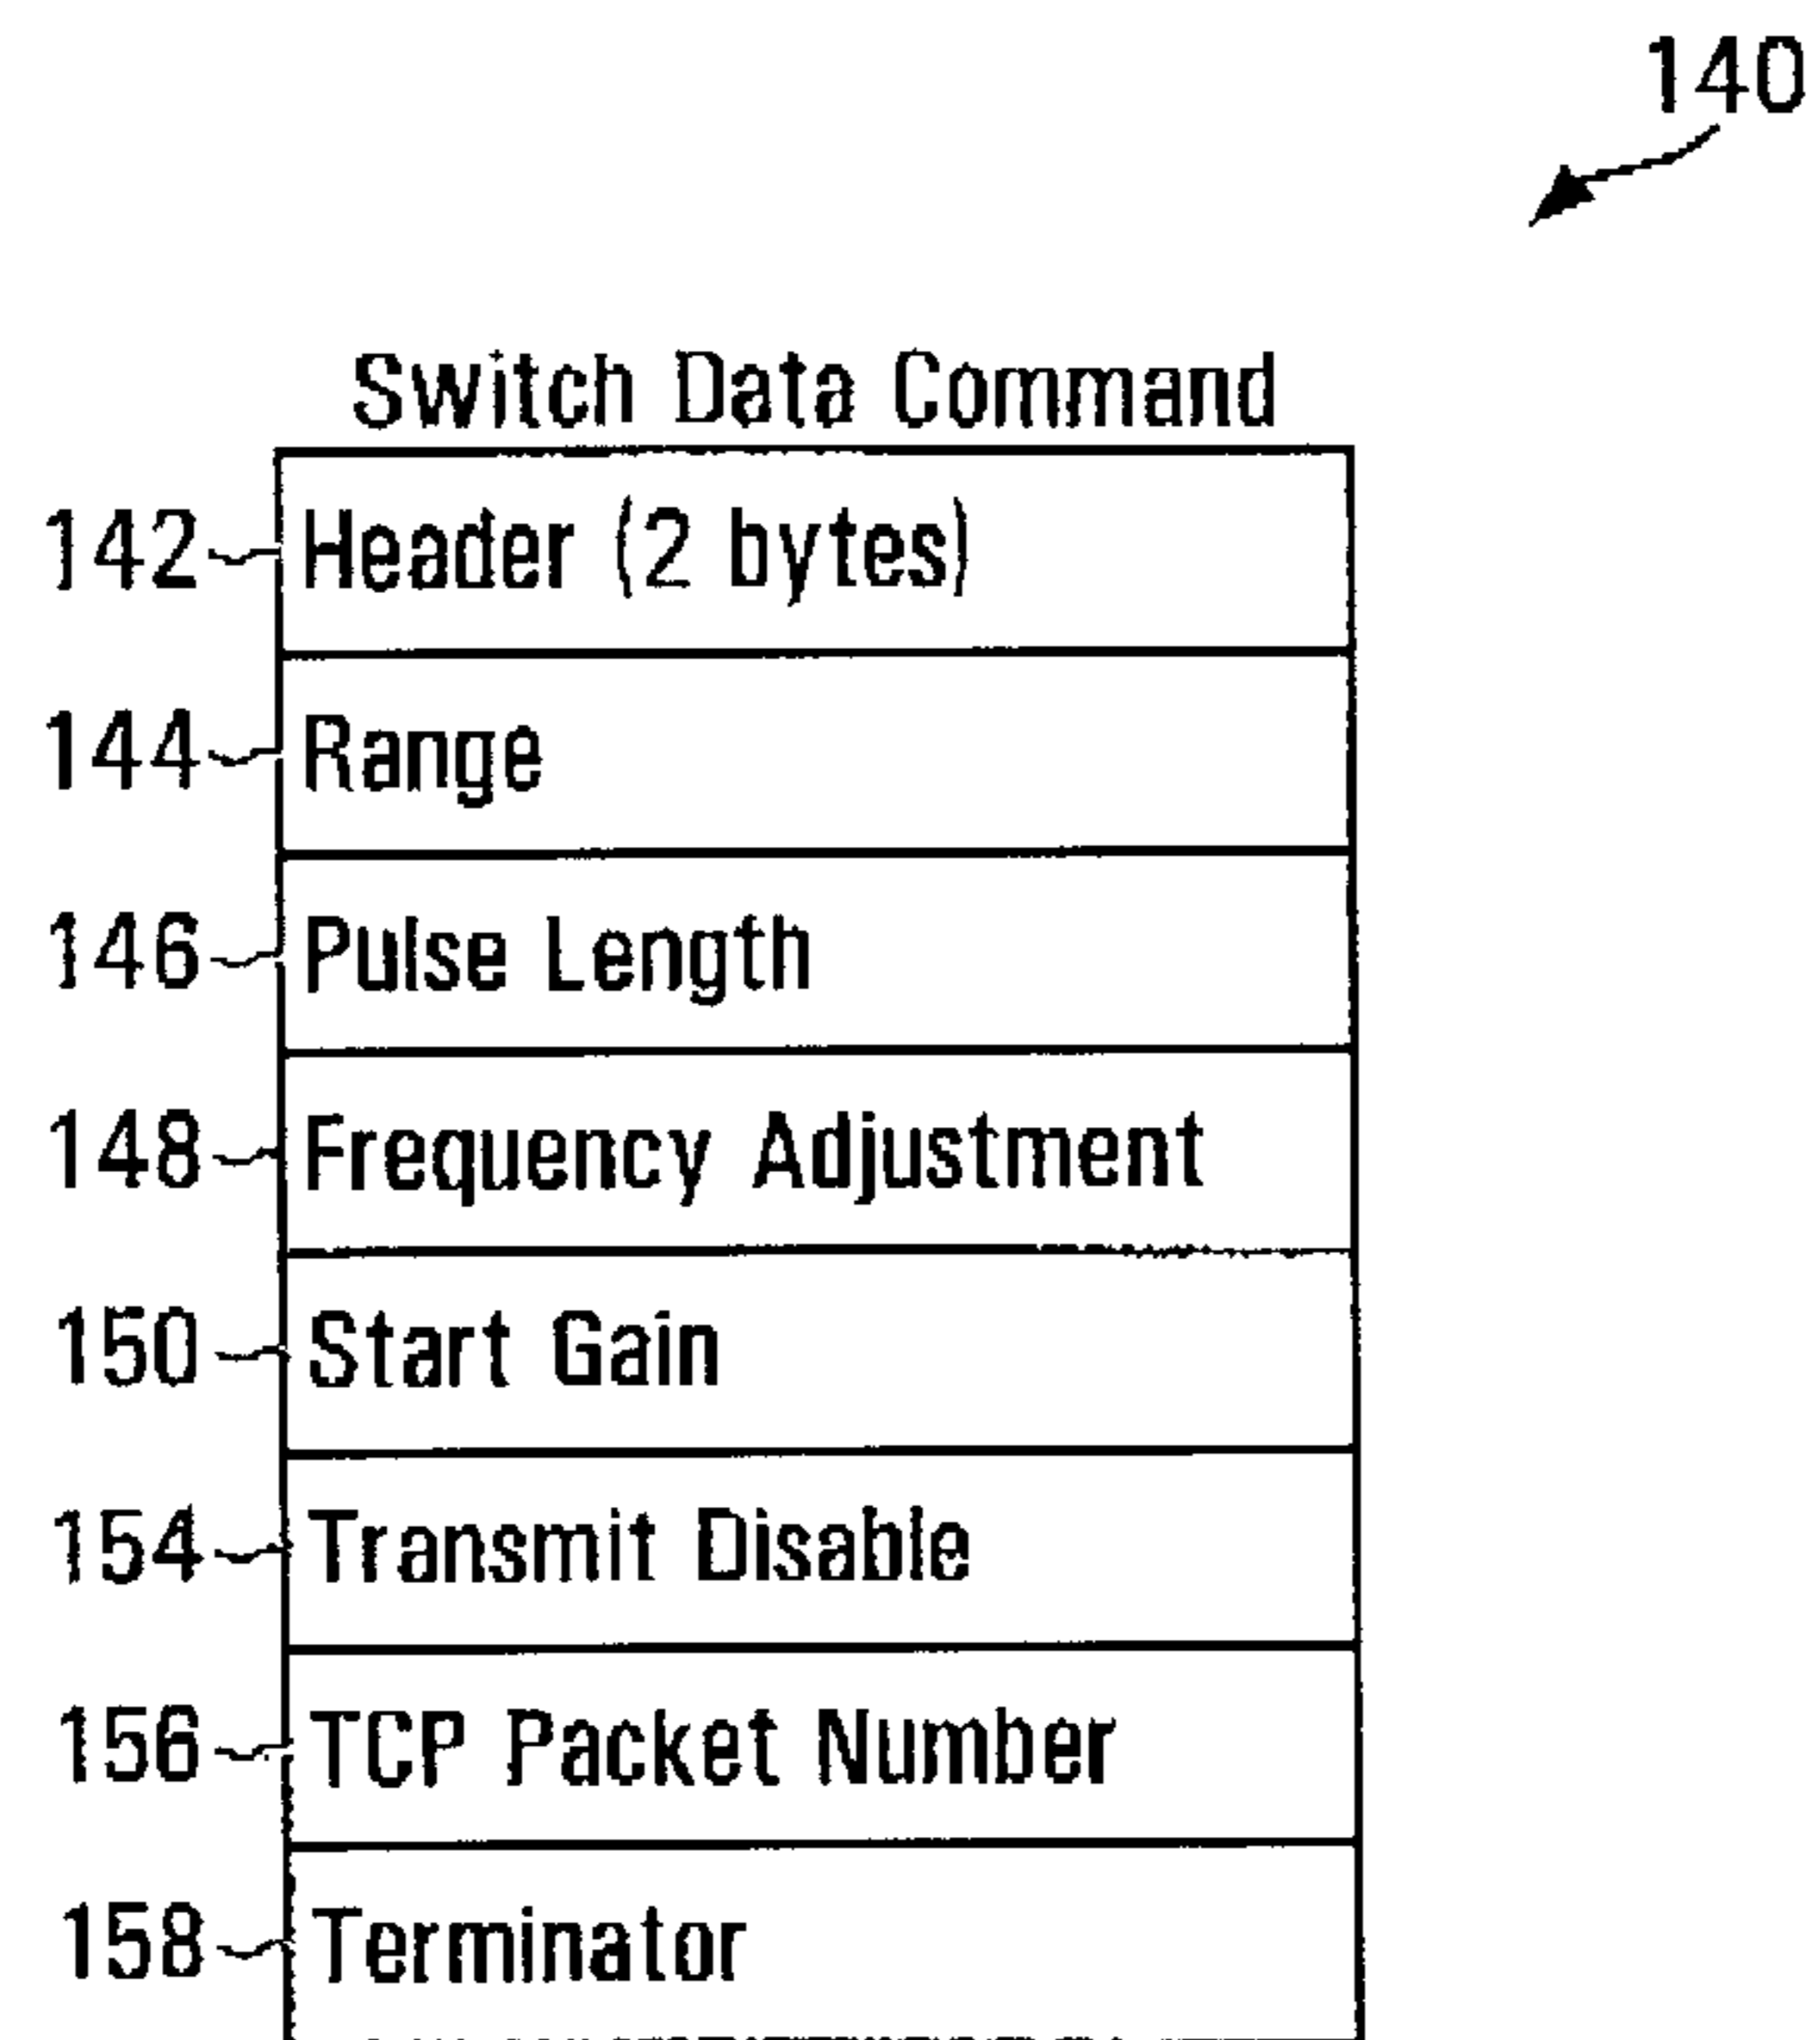 140
Switch Data Command
142 Header (2 bytes)
144 Range
146 Pulse Length
148 Frequency Adjustment
150 Start Gain
154 Transmit Disable
156 TCP Packet Number
158 Terminator